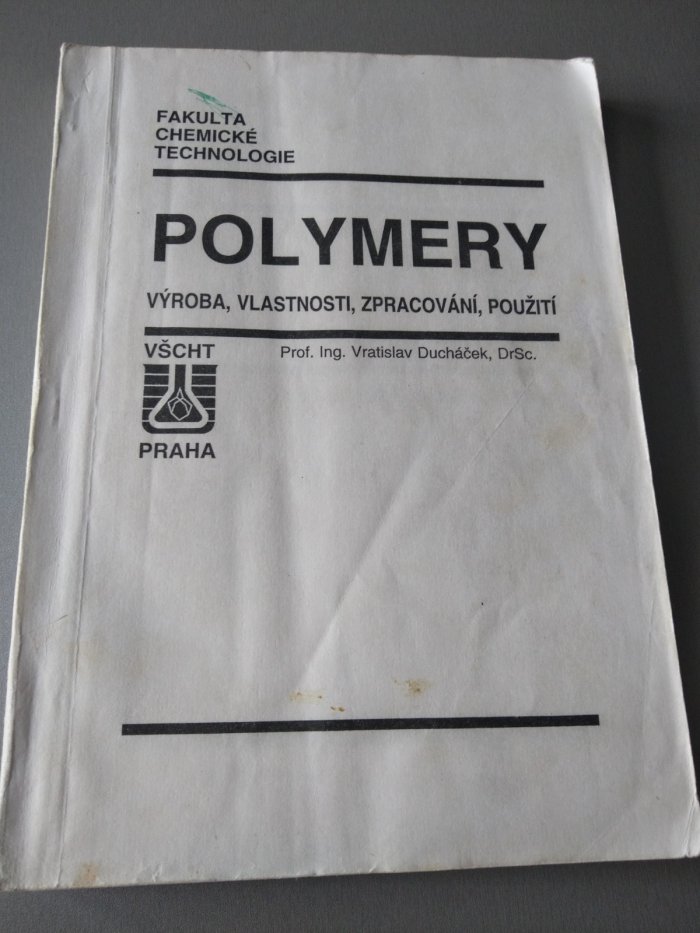 FAKULTA
CHEMICKÉ
TECHNOLOGIE
POLYMERY
VÝROBA, VLASTNOSTI, ZPRACOVÁNÍ, POUŽITÍ
VŠCHT
PRAHA
Prof. Ing. Vratislav Ducháček, DrSc.